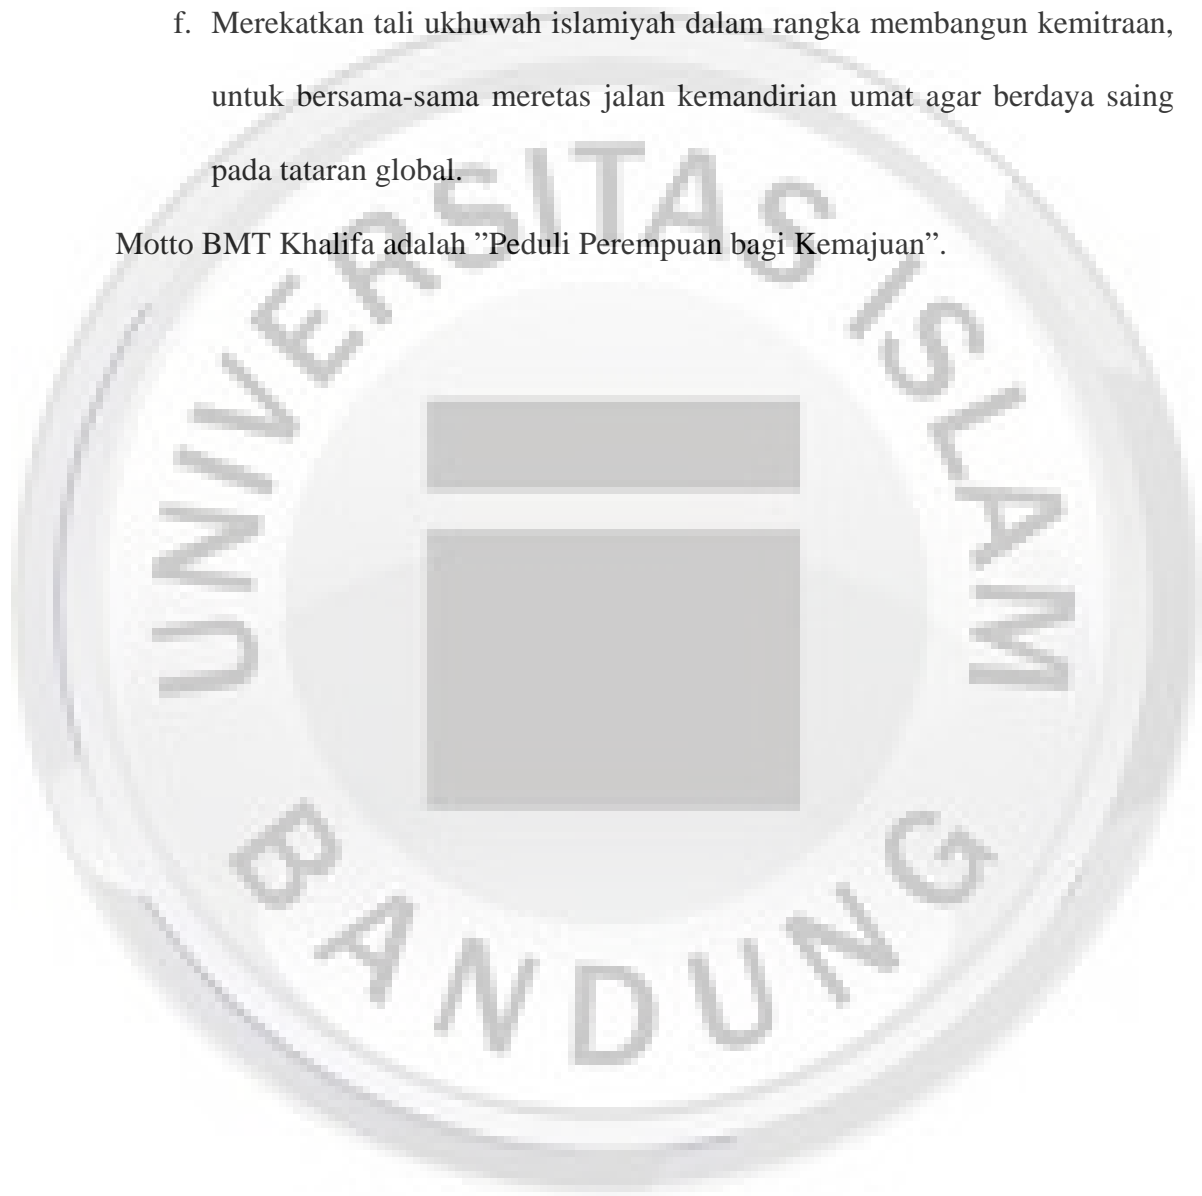 f. Merekatkan tali ukhuwah islamiyah dalam rangka membangun kemitraan,
untuk bersama-sama meretas jalan kemandirian umat agar berdaya saing
pada tataran global.
Motto BMT Khalifa adalah ”Peduli Perempuan bagi Kemajuan”.
UNIVERSITAS ISLAM
BANDUNG